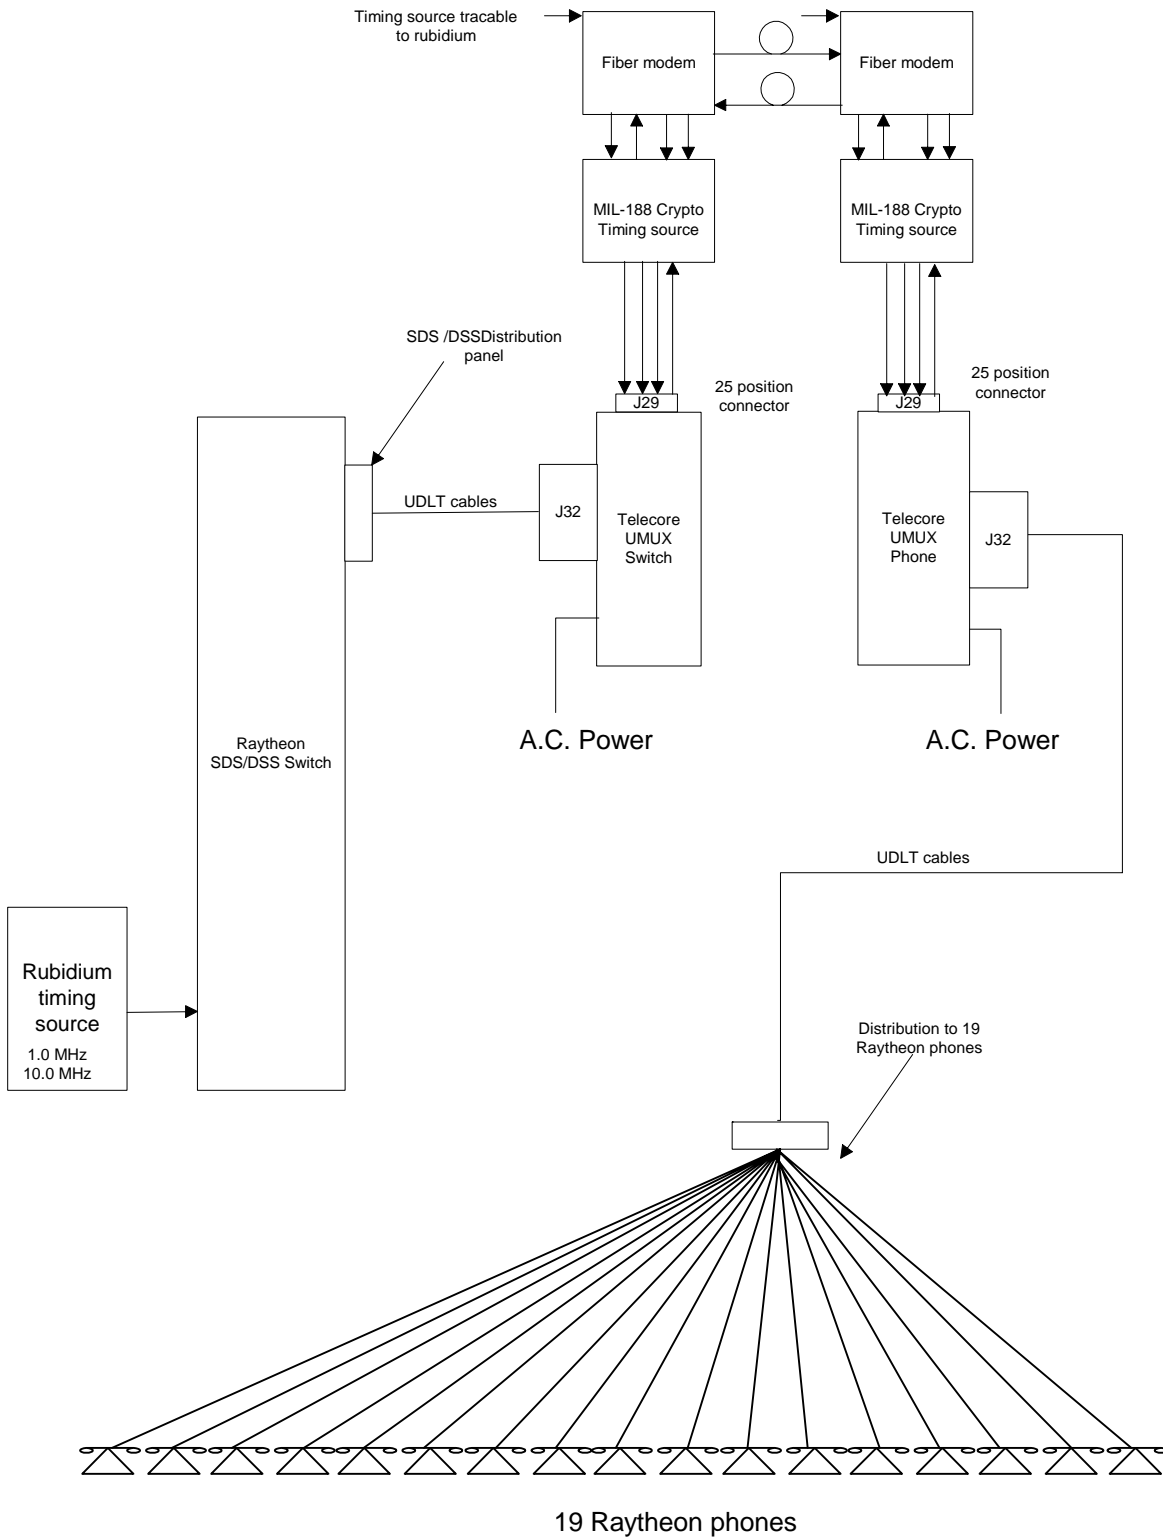 Timing source tracable
to rubidium
Fiber modem
Fiber modem
MIL-188 Crypto
Timing source
MIL-188 Crypto
Timing source
SDS /DSSDistribution
panel
25 position
connector
25 position
connector
J29
J29
UDLT cables
J32
Telecore
UMUX
Switch
Telecore
UMUX
Phone
J32
A.C. Power
A.C. Power
Raytheon
SDS/DSS Switch
UDLT cables
Rubidium
timing
source
1.0 MHz
10.0 MHz
Distribution to 19
Raytheon phones
19 Raytheon phones